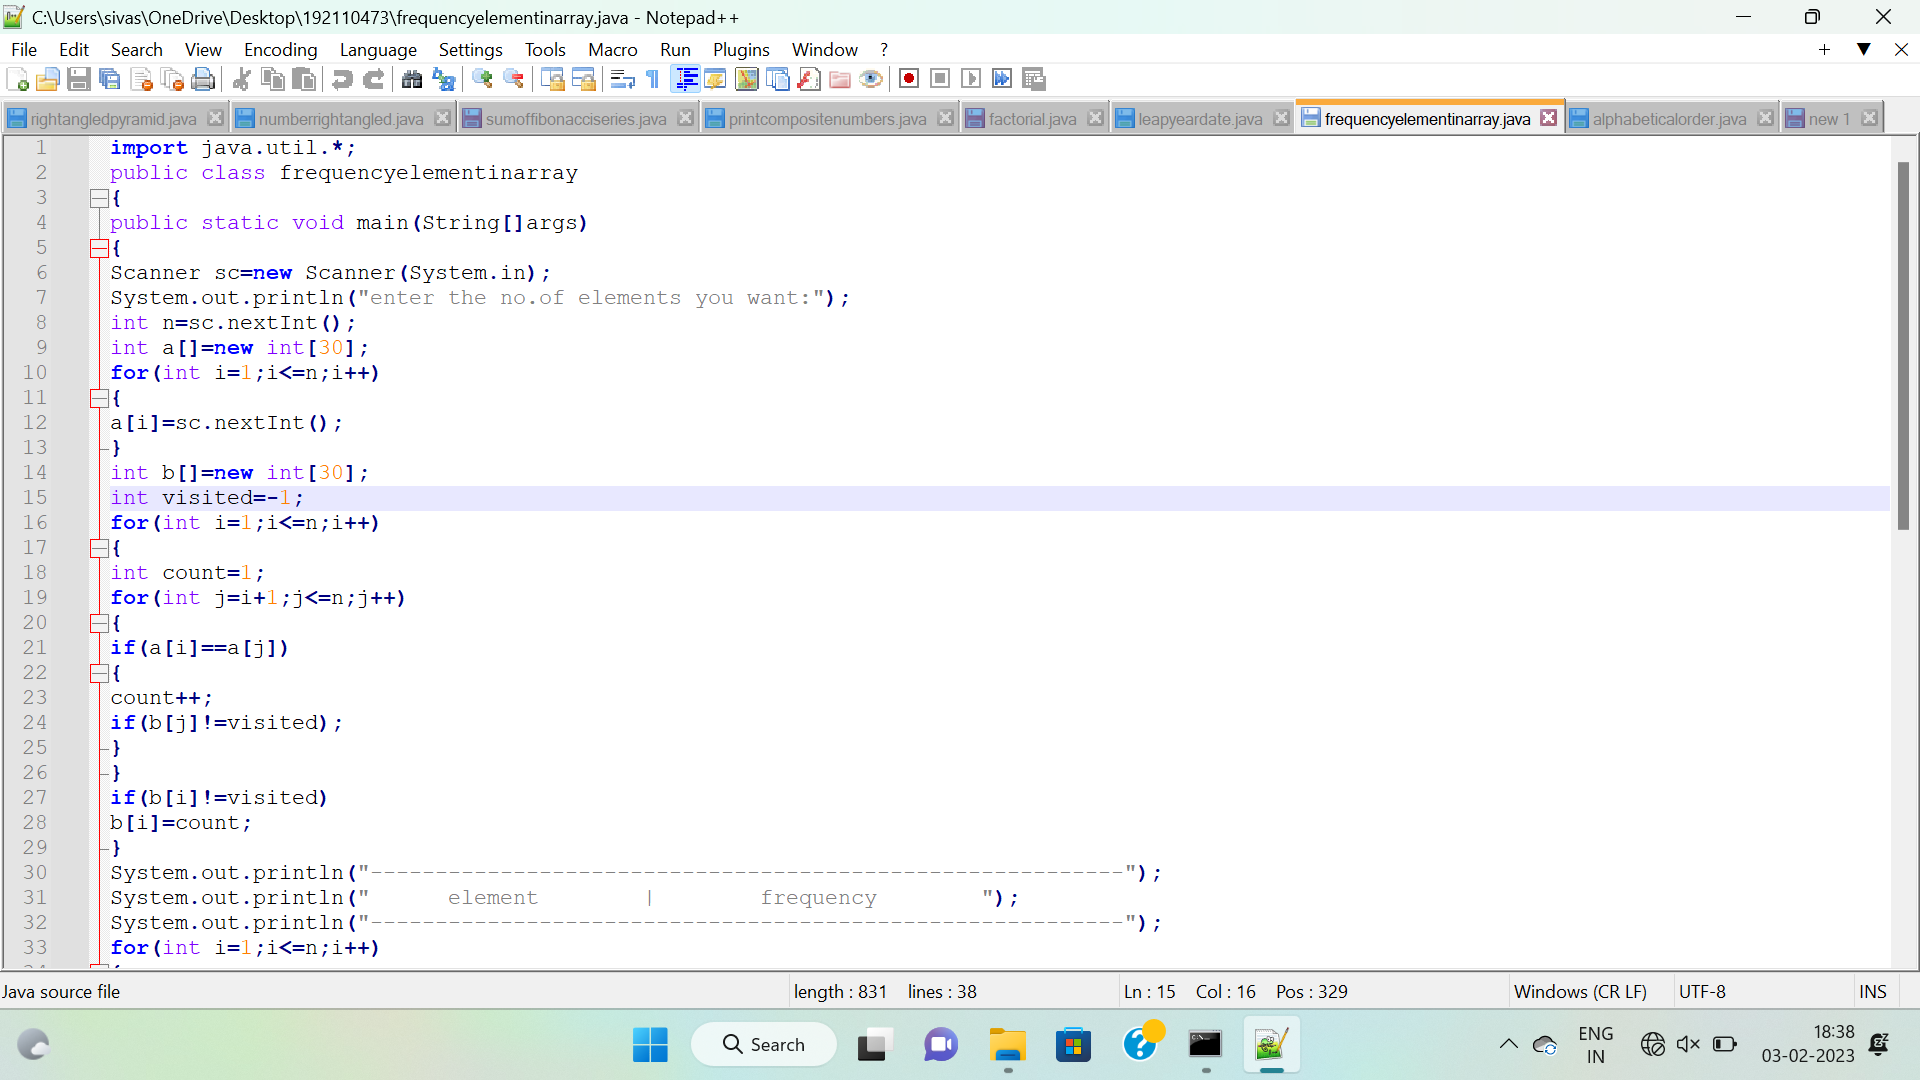 C:\Users\sivas\OneDrive\Desktop\192110473\frequencyelementinarray.java - Notepad++
File Edit Search View Encoding Language Settings Tools Macro Run Plugins Window ?
rightangledpyramid.java numberrightangled.java sumoffibonacciseries.java printcompositenumbers.java factorial.java leapyeardate.java frequencyelementinarray.java alphabeticalorder.java new 1
1 import java.util.*;
2 public class frequencyelementinarray
3 {
4 public static void main(String[]args)
5 {
6 Scanner sc=new Scanner(System.in);
7 System.out.println("enter the no.of elements you want:");
8 int n=sc.nextInt();
9 int a[]=new int[30];
10 for(int i=1;i<=n;i++)
11 {
12 a[i]=sc.nextInt();
13 }
14 int b[]=new int[30];
15 int visited=-1;
16 for(int i=1;i<=n;i++)
17 {
18 int count=1;
19 for(int j=i+1;j<=n;j++)
20 {
21 if(a[i]==a[j])
22 {
23 count++;
24 if(b[j]!=visited);
25 }
26 }
27 if(b[i]!=visited)
28 b[i]=count;
29 }
30 System.out.println("----------------------------------------------------------");
31 System.out.println("      element        |        frequency        ");
32 System.out.println("----------------------------------------------------------");
33 for(int i=1;i<=n;i++)
Java source file length : 831 lines : 38 Ln : 15 Col : 16 Pos : 329 Windows (CR LF) UTF-8 INS
Search
ENG
IN
18:38
03-02-2023